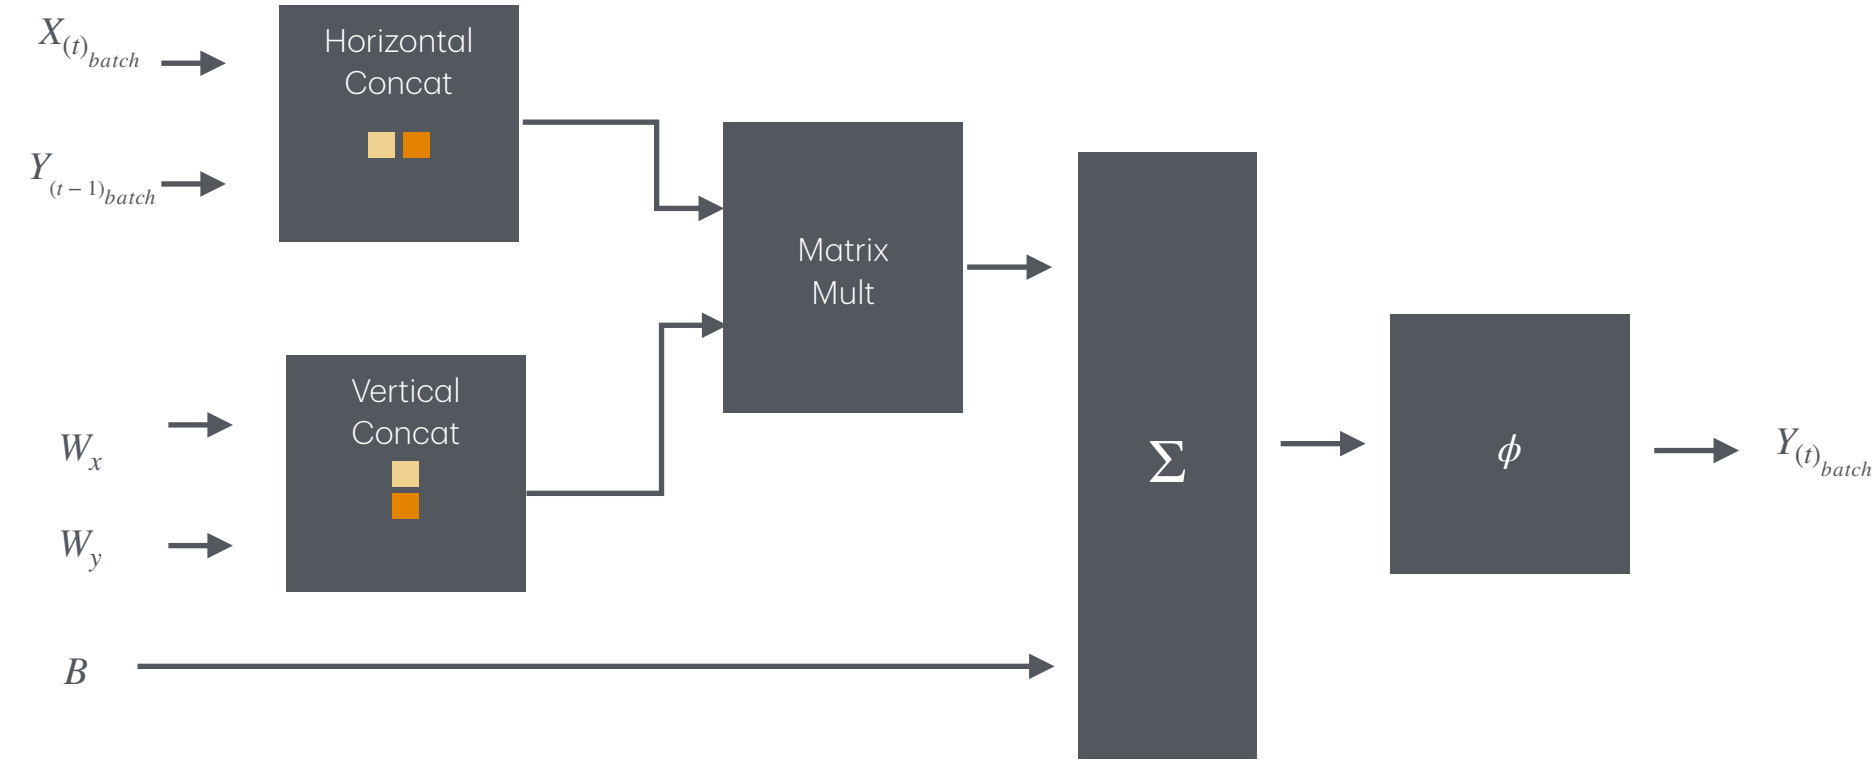 X(t)batch
Horizontal
Concat
Y(t − 1)batch
Matrix
Mult
Vertical
Concat
Wx
Wy
B
Σ
ϕ
Y(t)batch